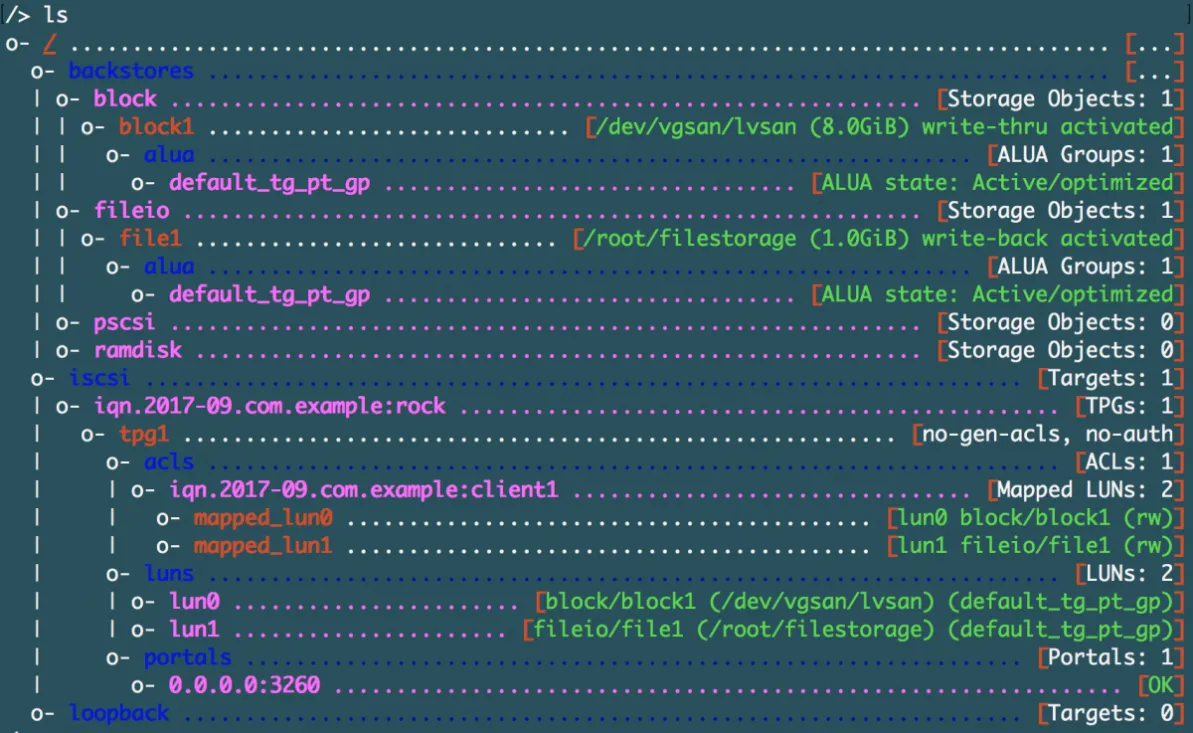 /> ls
o- / ................................................................................... [...]
  o- backstores ........................................................................ [...]
  | o- block ............................................................ [Storage Objects: 1]
  | | o- block1 ............................. [/dev/vgsan/lvsan (8.0GiB) write-thru activated]
  | |   o- alua ............................................................. [ALUA Groups: 1]
  | |     o- default_tg_pt_gp ................................. [ALUA state: Active/optimized]
  | o- fileio ........................................................... [Storage Objects: 1]
  | | o- file1 ............................. [/root/filestorage (1.0GiB) write-back activated]
  | |   o- alua ............................................................. [ALUA Groups: 1]
  | |     o- default_tg_pt_gp ................................. [ALUA state: Active/optimized]
  | o- pscsi ............................................................ [Storage Objects: 0]
  | o- ramdisk .......................................................... [Storage Objects: 0]
  o- iscsi ...................................................................... [Targets: 1]
  | o- iqn.2017-09.com.example:rock ................................................ [TPGs: 1]
  |   o- tpg1 ......................................................... [no-gen-acls, no-auth]
  |     o- acls .................................................................... [ACLs: 1]
  |     | o- iqn.2017-09.com.example:client1 ................................ [Mapped LUNs: 2]
  |     |   o- mapped_lun0 .......................................... [lun0 block/block1 (rw)]
  |     |   o- mapped_lun1 .......................................... [lun1 fileio/file1 (rw)]
  |     o- luns .................................................................... [LUNs: 2]
  |     | o- lun0 ....................... [block/block1 (/dev/vgsan/lvsan) (default_tg_pt_gp)]
  |     | o- lun1 ...................... [fileio/file1 (/root/filestorage) (default_tg_pt_gp)]
  |     o- portals .............................................................. [Portals: 1]
  |       o- 0.0.0.0:3260 ............................................................... [OK]
  o- loopback ................................................................... [Targets: 0]